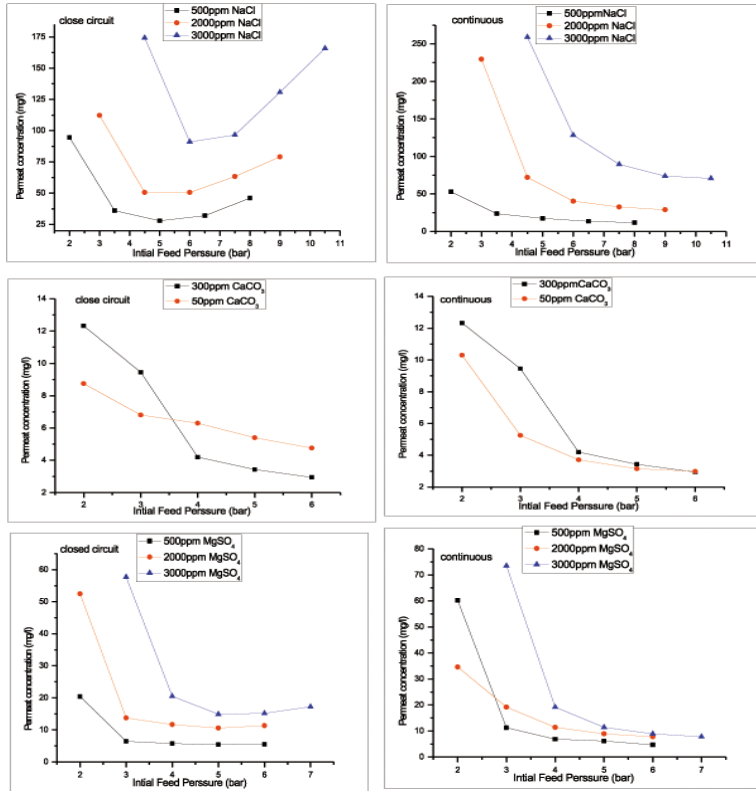 close circuit
500ppm NaCl
2000ppm NaCl
3000ppm NaCl
Permeat concentration (mg/l)
175
150
125
100
75
50
25
2 3 4 5 6 7 8 9 10 11
Intial Feed Perssure (bar)
continuous
500ppmNaCl
2000ppm NaCl
3000ppm NaCl
Permeat concentration (mg/l)
250
200
150
100
50
0
2 3 4 5 6 7 8 9 10 11
Intial Feed Perssure (bar)
close circuit
300ppm CaCO₃
50ppm CaCO₃
Permeat concentration (mg/l)
14
12
10
8
6
4
2
2 3 4 5 6
Intial Feed Perssure (bar)
continuous
300ppmCaCO₃
50ppm CaCO₃
Permeat concentration (mg/l)
14
12
10
8
6
4
2
2 3 4 5 6
Intial Feed Perssure (bar)
closed circuit
500ppm MgSO₄
2000ppm MgSO₄
3000ppm MgSO₄
Permeat concentration (mg/l)
60
50
40
30
20
10
0
2 3 4 5 6 7
Intial Feed Perssure (bar)
continuous
500ppm MgSO₄
2000ppm MgSO₄
3000ppm MgSO₄
Permeat concentration (mg/l)
80
70
60
50
40
30
20
10
0
2 3 4 5 6 7
Intial Feed Perssure (bar)